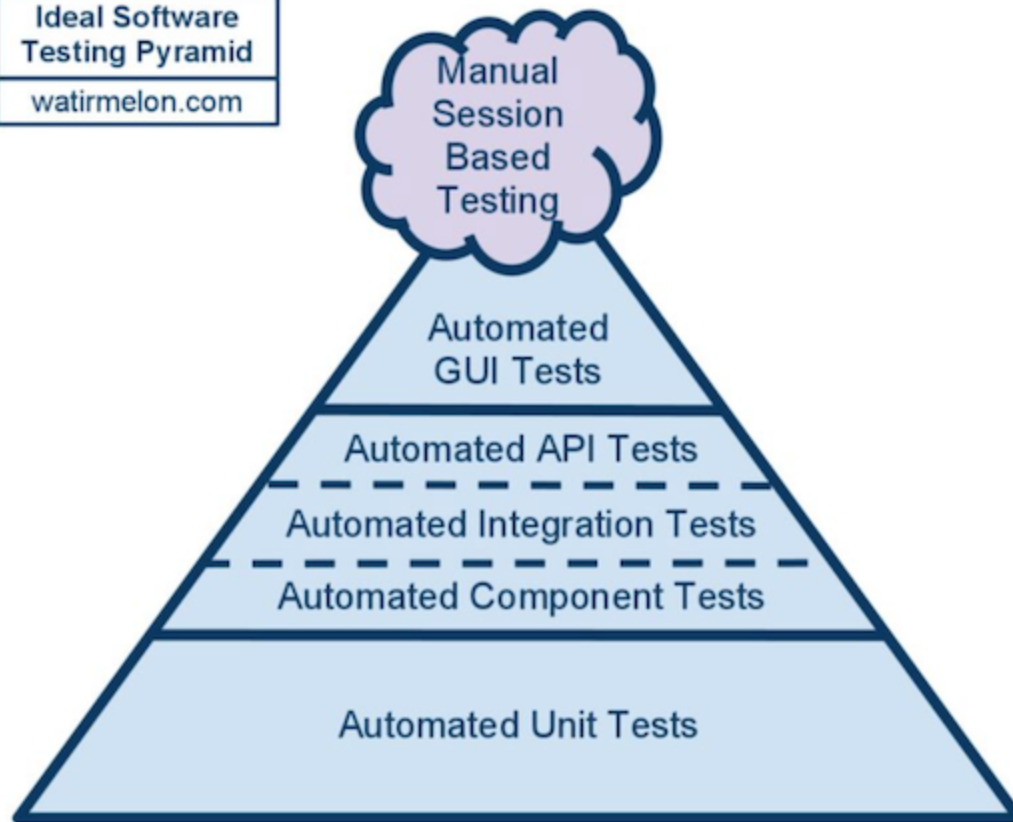 Ideal Software
Testing Pyramid
watirmelon.com
Manual
Session
Based
Testing
Automated
GUI Tests
Automated API Tests
Automated Integration Tests
Automated Component Tests
Automated Unit Tests